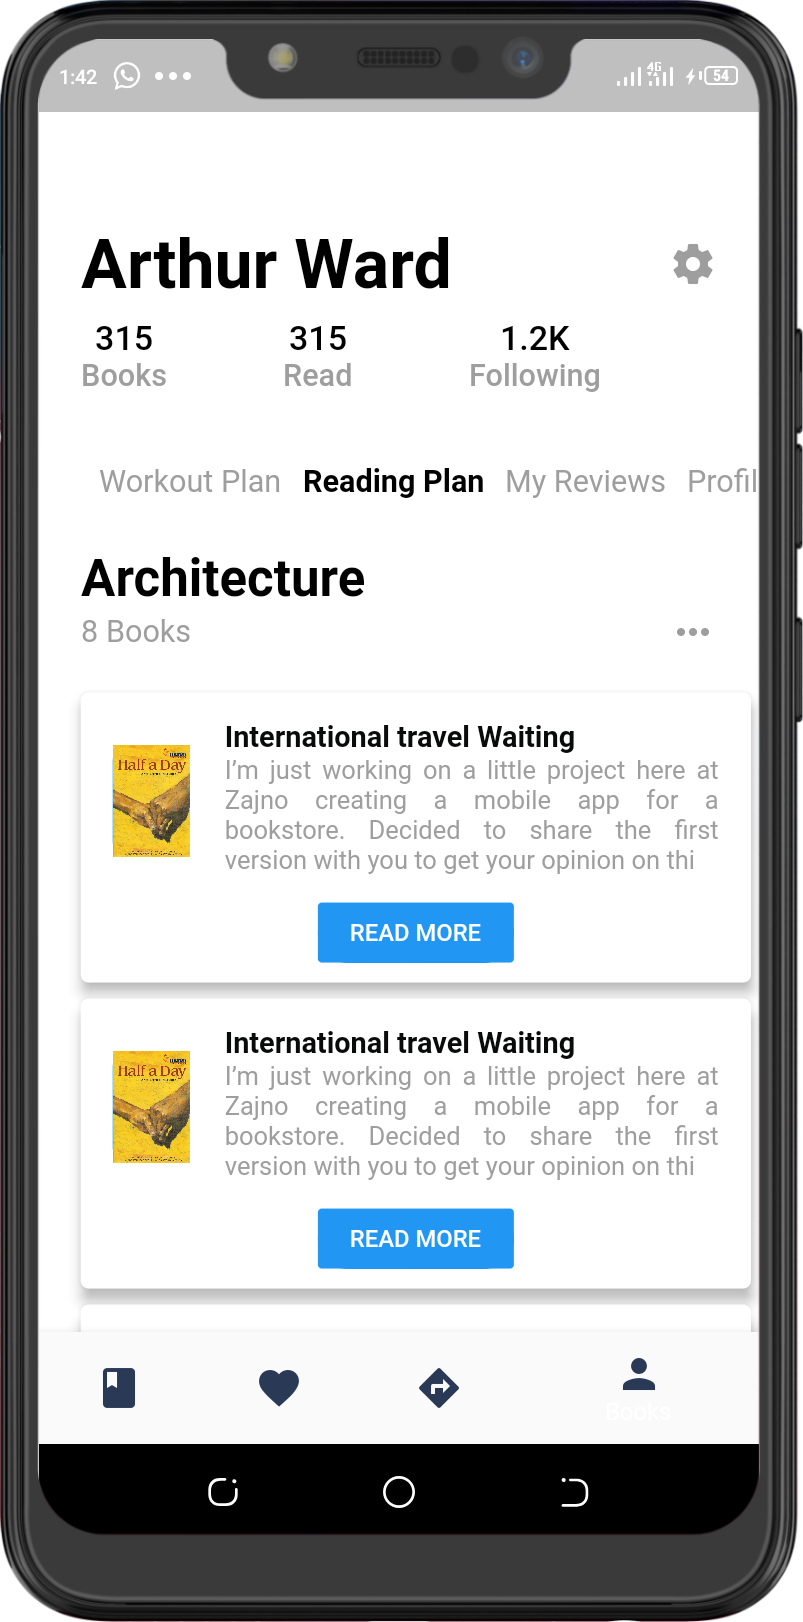 1:42 4G 54
Arthur Ward
315 315 1.2K
Books Read Following
Workout Plan Reading Plan My Reviews Profil
Architecture
8 Books
International travel Waiting
I’m just working on a little project here at
Zajno creating a mobile app for a
bookstore. Decided to share the first
version with you to get your opinion on thi
Half a Day
READ MORE
International travel Waiting
I’m just working on a little project here at
Zajno creating a mobile app for a
bookstore. Decided to share the first
version with you to get your opinion on thi
Half a Day
READ MORE
Books